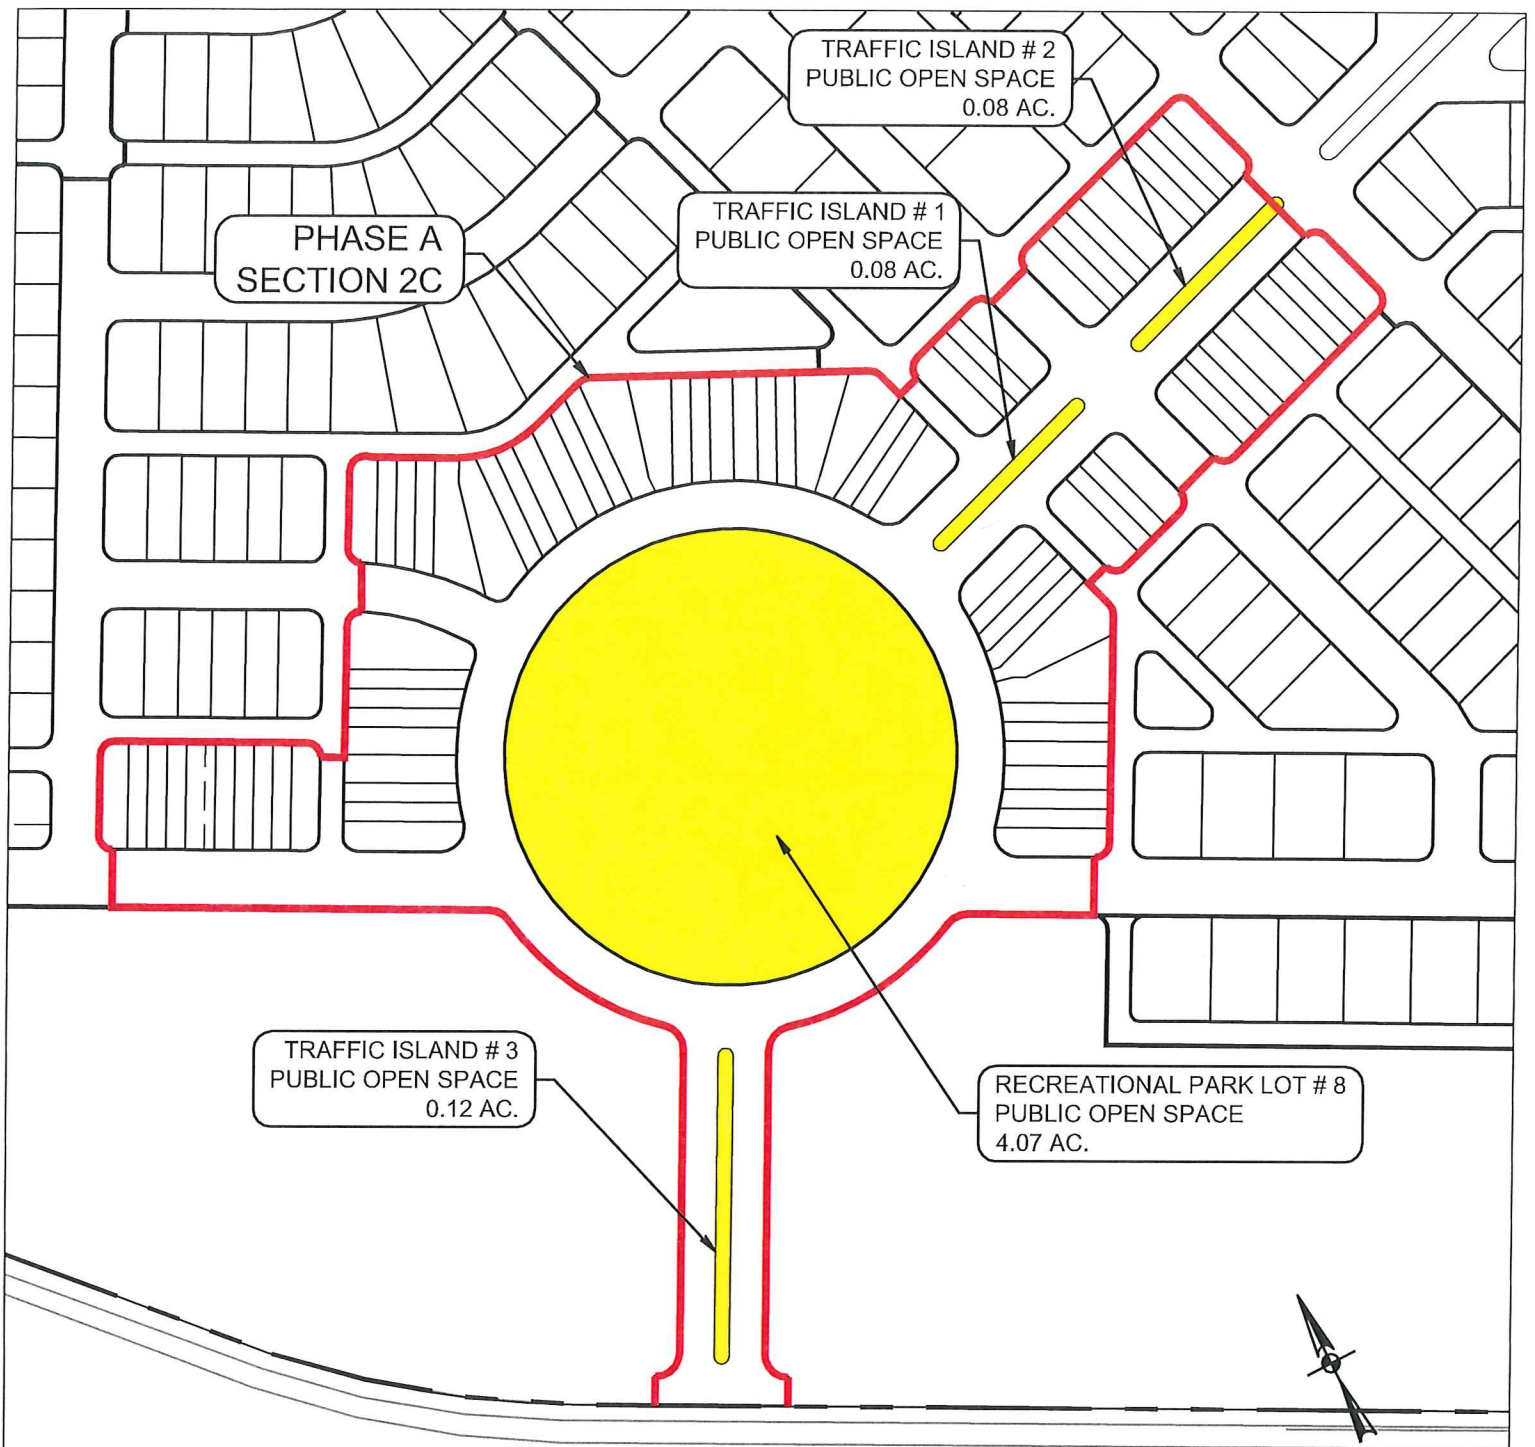 TRAFFIC ISLAND # 2
PUBLIC OPEN SPACE
0.08 AC.
TRAFFIC ISLAND # 1
PUBLIC OPEN SPACE
0.08 AC.
PHASE A
SECTION 2C
TRAFFIC ISLAND # 3
PUBLIC OPEN SPACE
0.12 AC.
RECREATIONAL PARK LOT # 8
PUBLIC OPEN SPACE
4.07 AC.